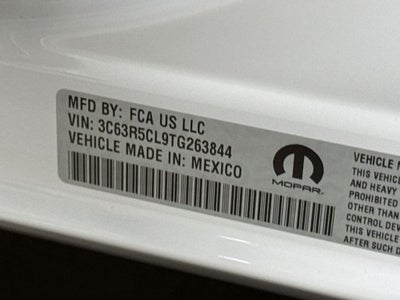 MFD BY: FCA US LLC
VIN: 3C63R5CL9TG263844
VEHICLE MADE IN: MEXICO
MOPAR
VEHICLE M
THIS VEHIC
AND HEAVY
PROHIBITED
OTHER THAN
CONTROL DEV
THIS VEHICLE
AFTER SUCH D